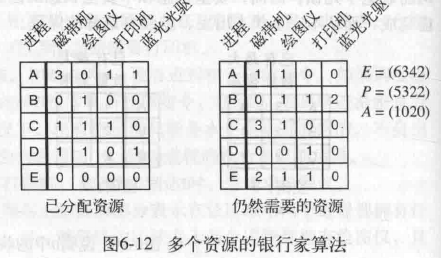 进程 磁带机 绘图仪 打印机 蓝光光驱
A 3 0 1 1
B 0 1 0 0
C 1 1 1 0
D 1 1 0 1
E 0 0 0 0
已分配资源
进程 磁带机 绘图仪 打印机 蓝光光驱
A 1 1 0 0
B 0 1 1 2
C 3 1 0 0
D 0 0 1 0
E 2 1 1 0
仍然需要的资源
E = (6342)
P = (5322)
A = (1020)
图6-12 多个资源的银行家算法